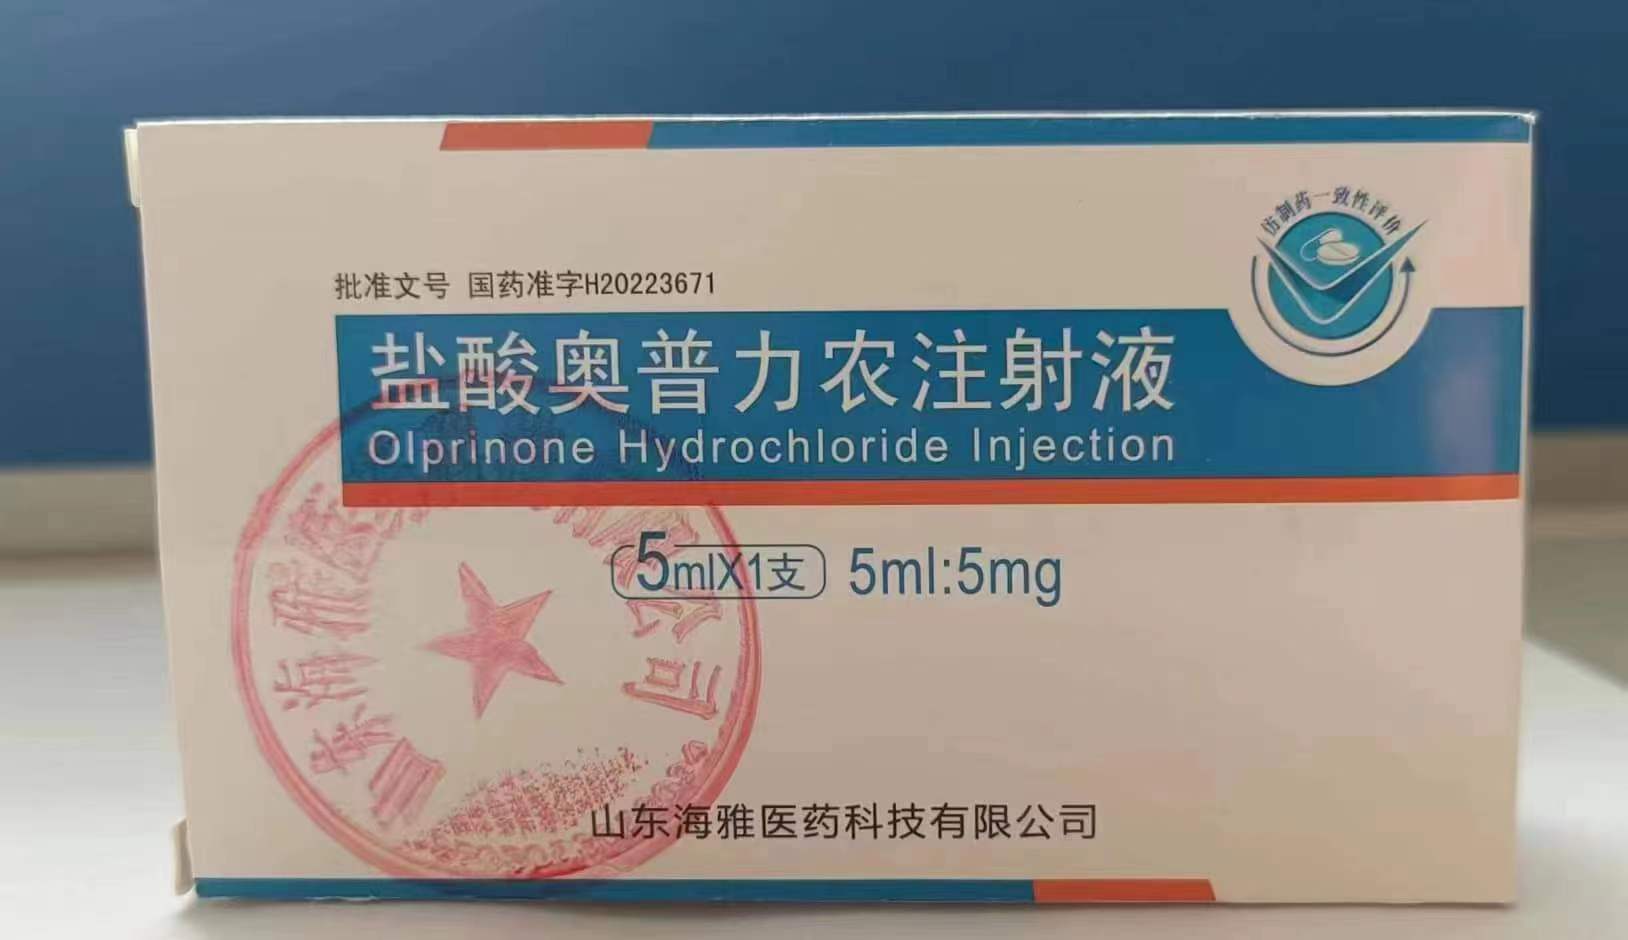 仿制药一致性评价
批准文号 国药准字H20223671
盐酸奥普力农注射液
Olprinone Hydrochloride Injection
5mlX1支 5ml:5mg
山东海雅医药科技有限公司